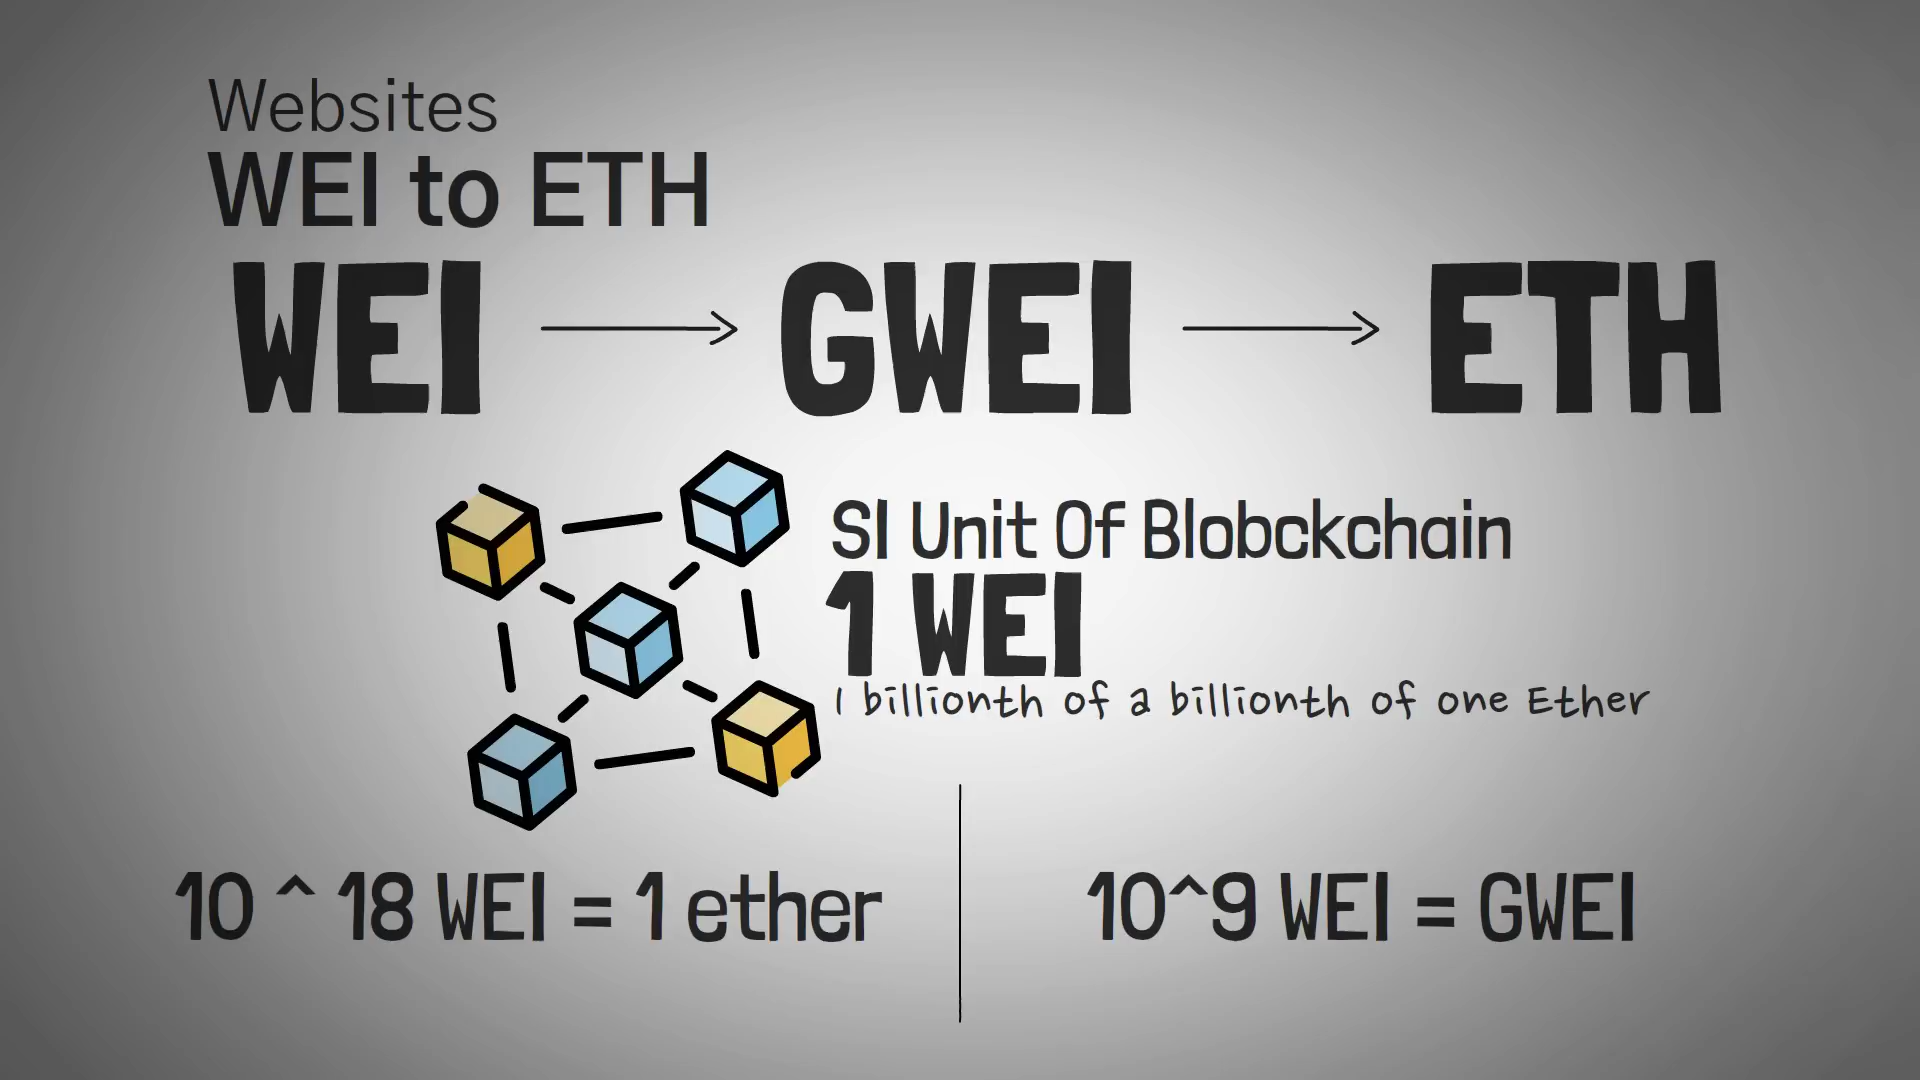 Websites
WEI to ETH
WEI GWEI ETH
SI Unit Of Blobckchain
1 WEI
1 billionth of a billionth of one Ether
10 ^ 18 WEI = 1 ether
10^9 WEI = GWEI